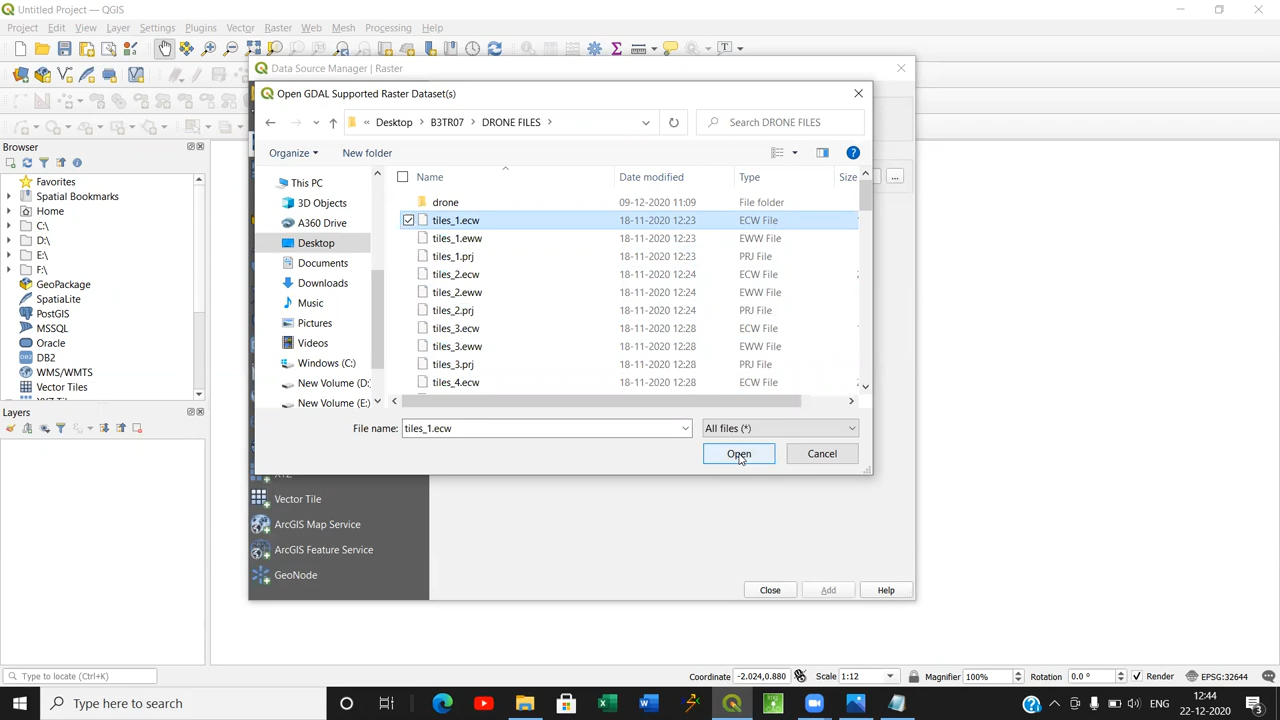 Untitled Project — QGIS
Project Edit View Layer Settings Plugins Vector Raster Web Mesh Processing Help
Data Source Manager | Raster
Open GDAL Supported Raster Dataset(s)
« Desktop > B3TR07 > DRONE FILES >
Search DRONE FILES
Organize New folder
Browser
Favorites
Spatial Bookmarks
Home
C:\
D:\
E:\
F:\
GeoPackage
SpatiaLite
PostGIS
MSSQL
Oracle
DB2
WMS/WMTS
Vector Tiles
Layers
This PC
3D Objects
A360 Drive
Desktop
Documents
Downloads
Music
Pictures
Videos
Windows (C:)
New Volume (D:
New Volume (E:)
Name Date modified Type Size
drone 09-12-2020 11:09 File folder
tiles_1.ecw 18-11-2020 12:23 ECW File
tiles_1.eww 18-11-2020 12:23 EWW File
tiles_1.prj 18-11-2020 12:23 PRJ File
tiles_2.ecw 18-11-2020 12:24 ECW File
tiles_2.eww 18-11-2020 12:24 EWW File
tiles_2.prj 18-11-2020 12:24 PRJ File
tiles_3.ecw 18-11-2020 12:28 ECW File
tiles_3.eww 18-11-2020 12:28 EWW File
tiles_3.prj 18-11-2020 12:28 PRJ File
tiles_4.ecw 18-11-2020 12:28 ECW File
File name: tiles_1.ecw All files (*)
Open Cancel
Vector Tile
ArcGIS Map Service
ArcGIS Feature Service
GeoNode
Close Add Help
Type to locate (Ctrl+K)
Coordinate -2.024,0.880 Scale 1:12 Magnifier 100% Rotation 0.0 ° Render EPSG:32644
Type here to search
ENG
12:44
22-12-2020
3